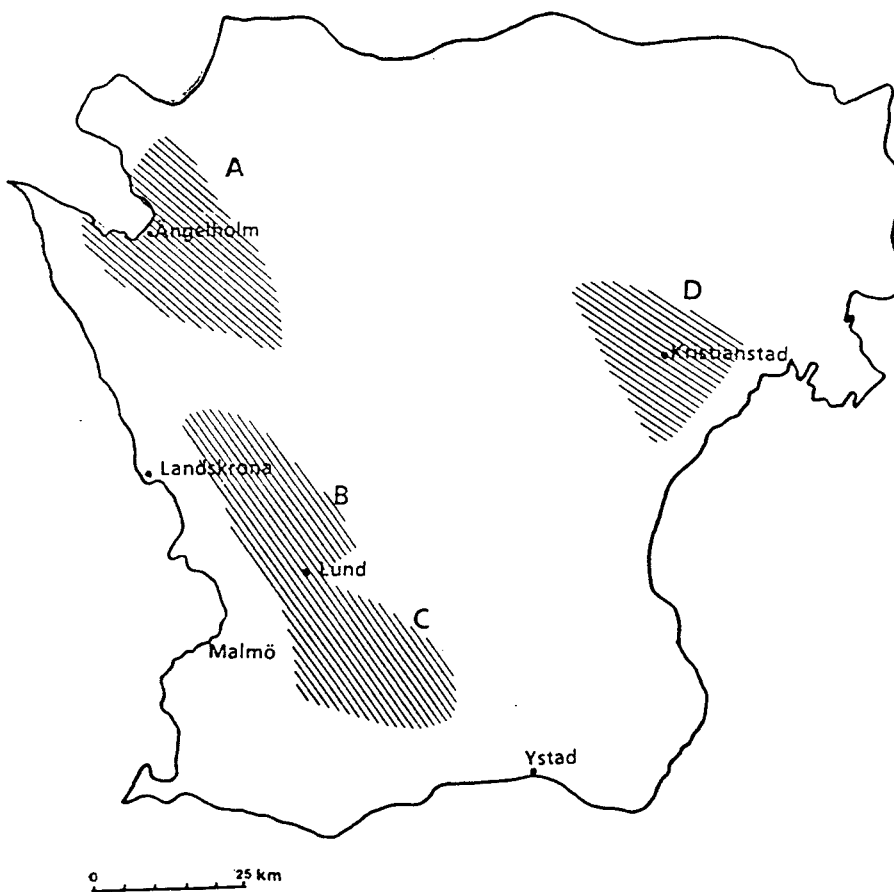 A
Ängelholm
D
Kristianstad
Landskrona
B
Lund
C
Malmö
Ystad
0 25 km